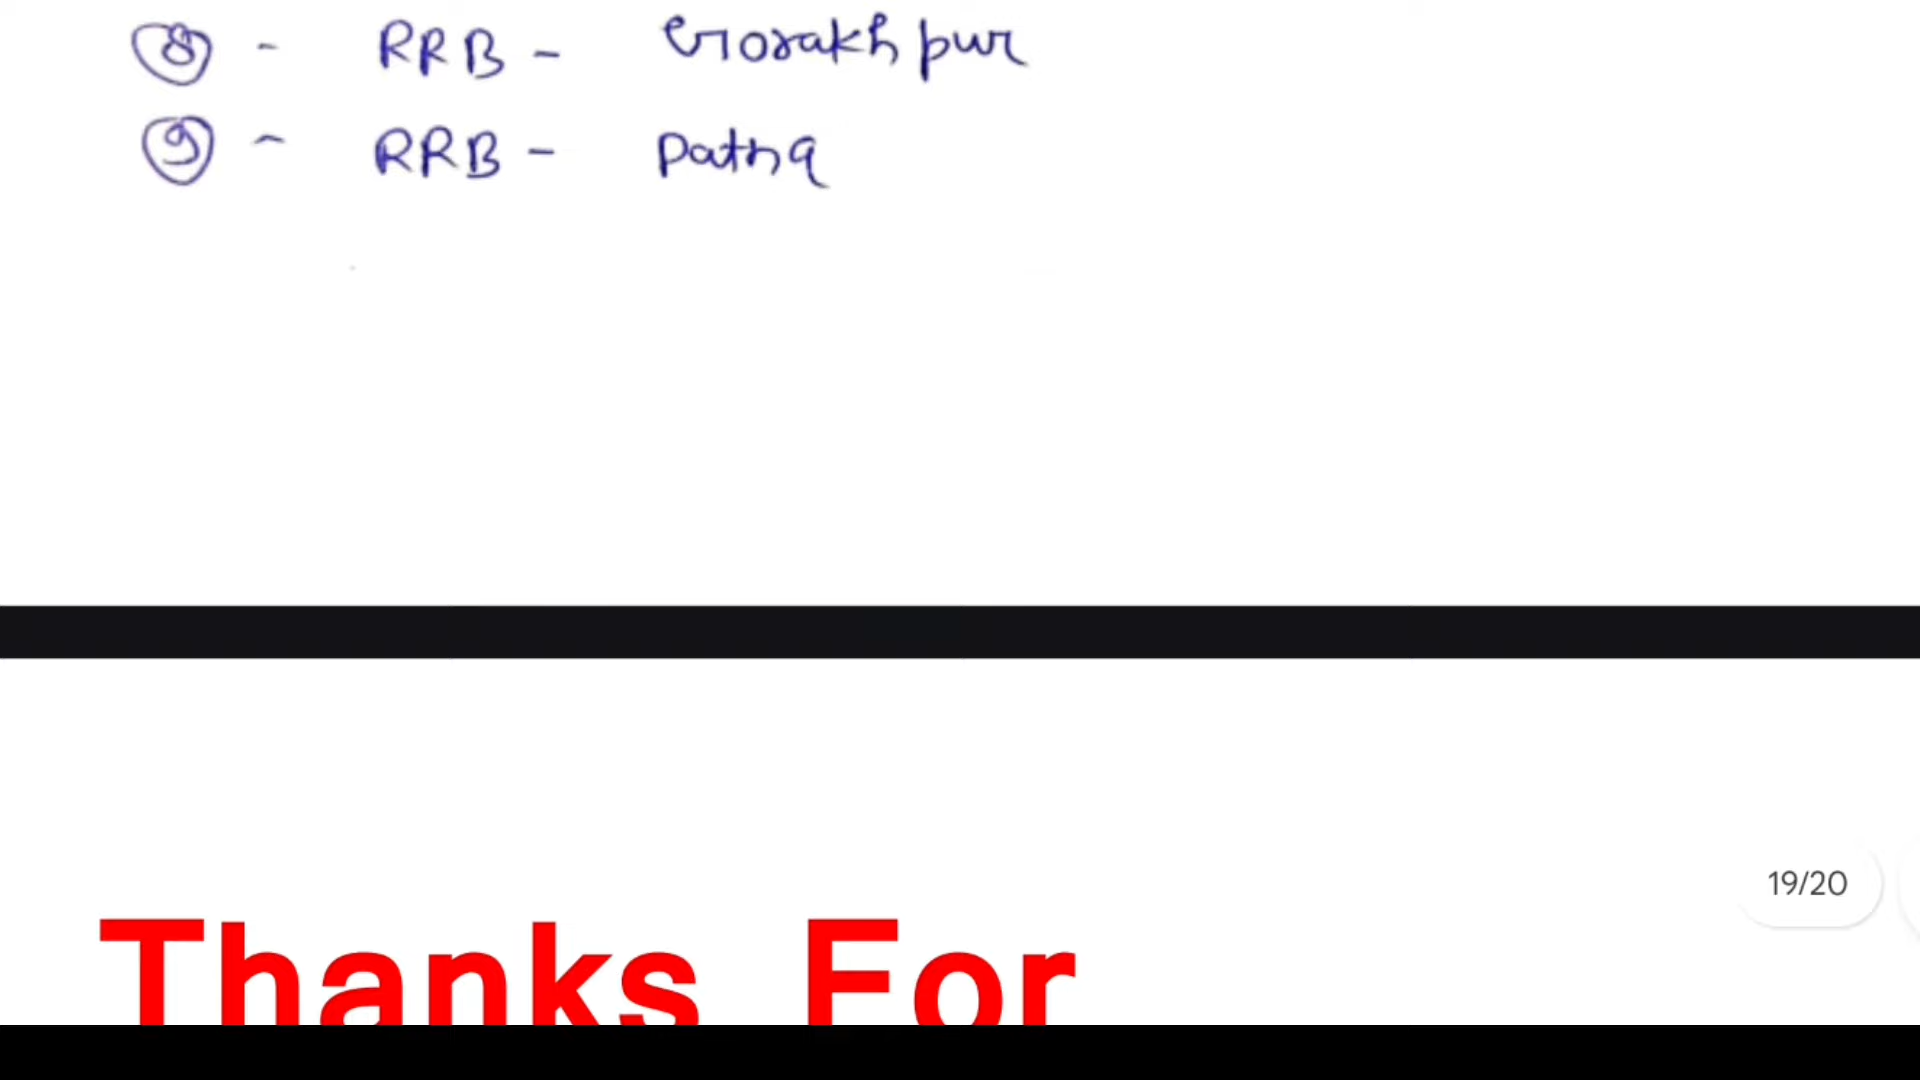 8 - RRB - Gorakhpur
9 - RRB - Patna
19/20
Thanks For